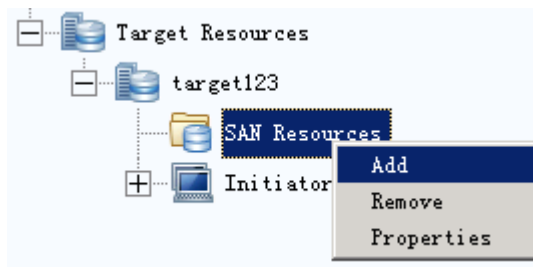 Target Resources
target123
SAN Resources
Add
Initiator
Remove
Properties